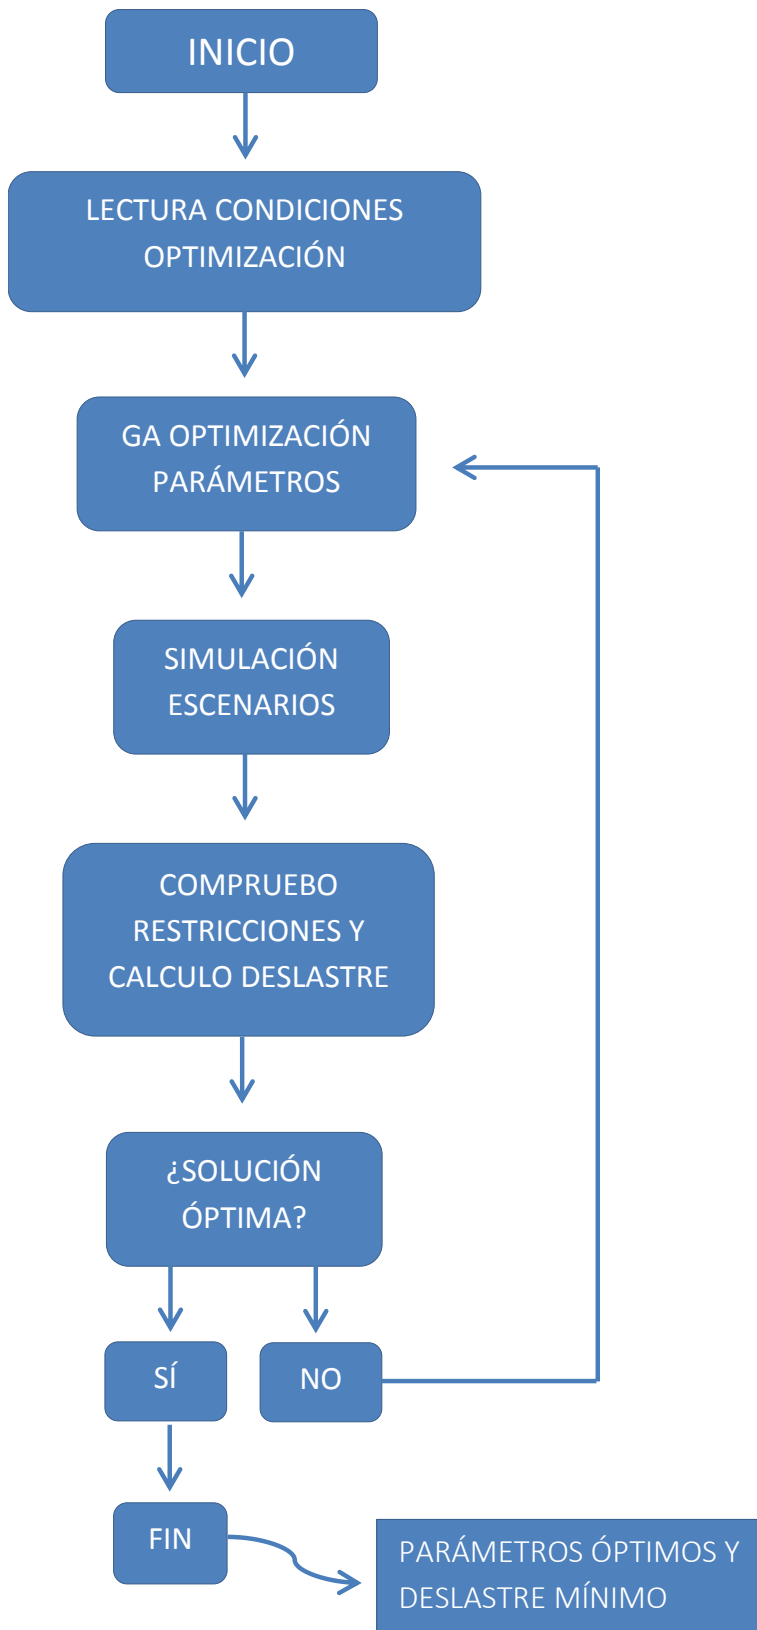 INICIO
LECTURA CONDICIONES
OPTIMIZACIÓN
GA OPTIMIZACIÓN
PARÁMETROS
SIMULACIÓN
ESCENARIOS
COMPRUEBO
RESTRICCIONES Y
CALCULO DESLASTRE
¿SOLUCIÓN
ÓPTIMA?
SÍ
NO
FIN
PARÁMETROS ÓPTIMOS Y
DESLASTRE MÍNIMO